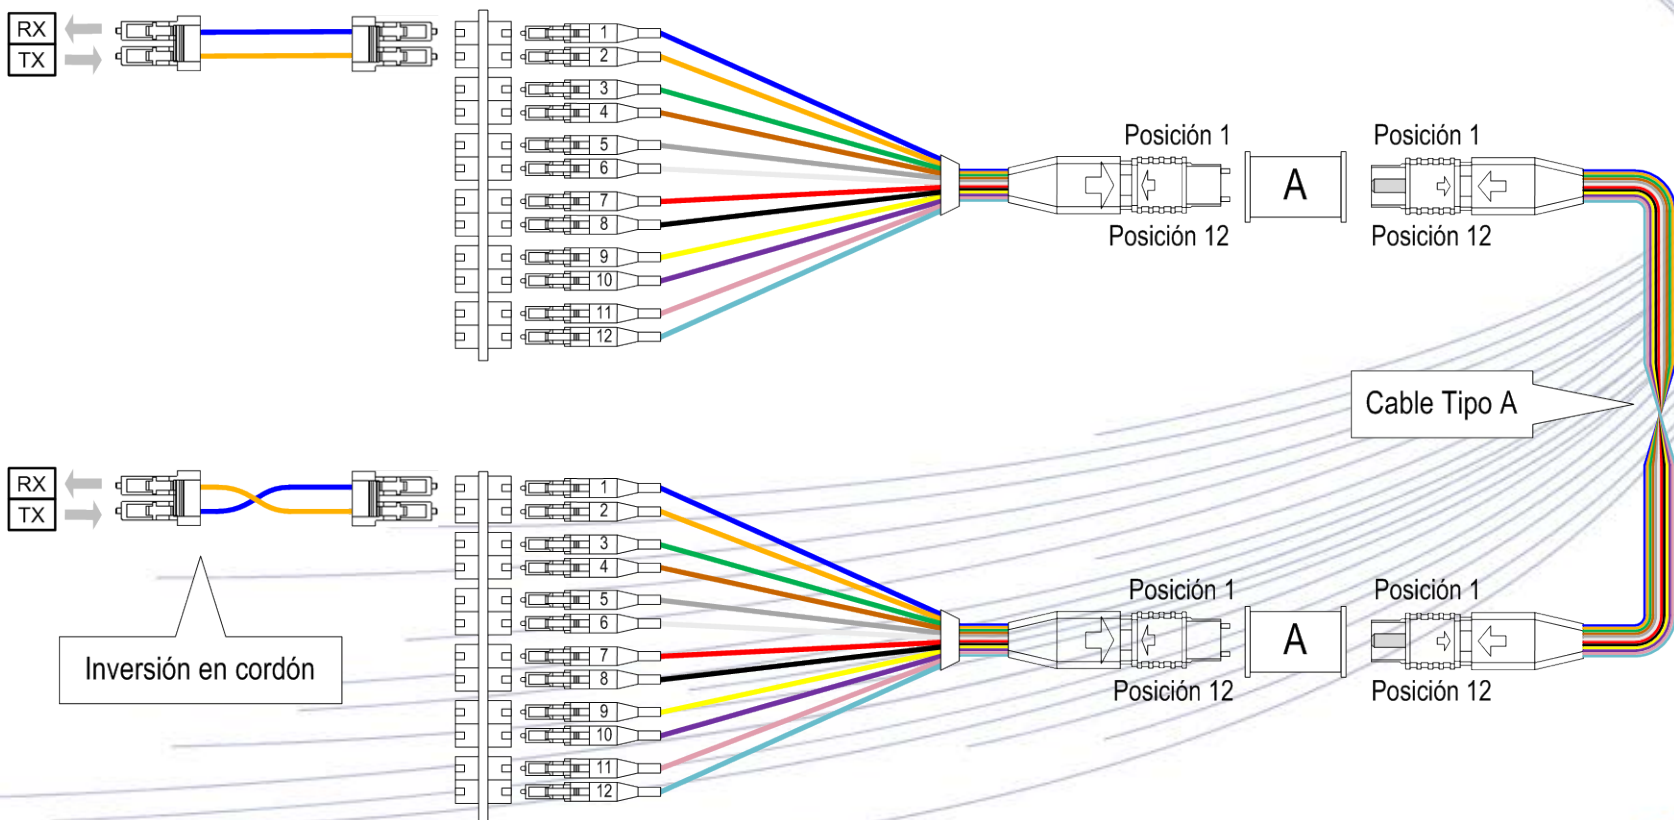 RX
TX
1
2
3
4
5
6
7
8
9
10
11
12
Posición 1
Posición 12
A
Posición 1
Posición 12
Cable Tipo A
RX
TX
Inversión en cordón
1
2
3
4
5
6
7
8
9
10
11
12
Posición 1
Posición 12
A
Posición 1
Posición 12